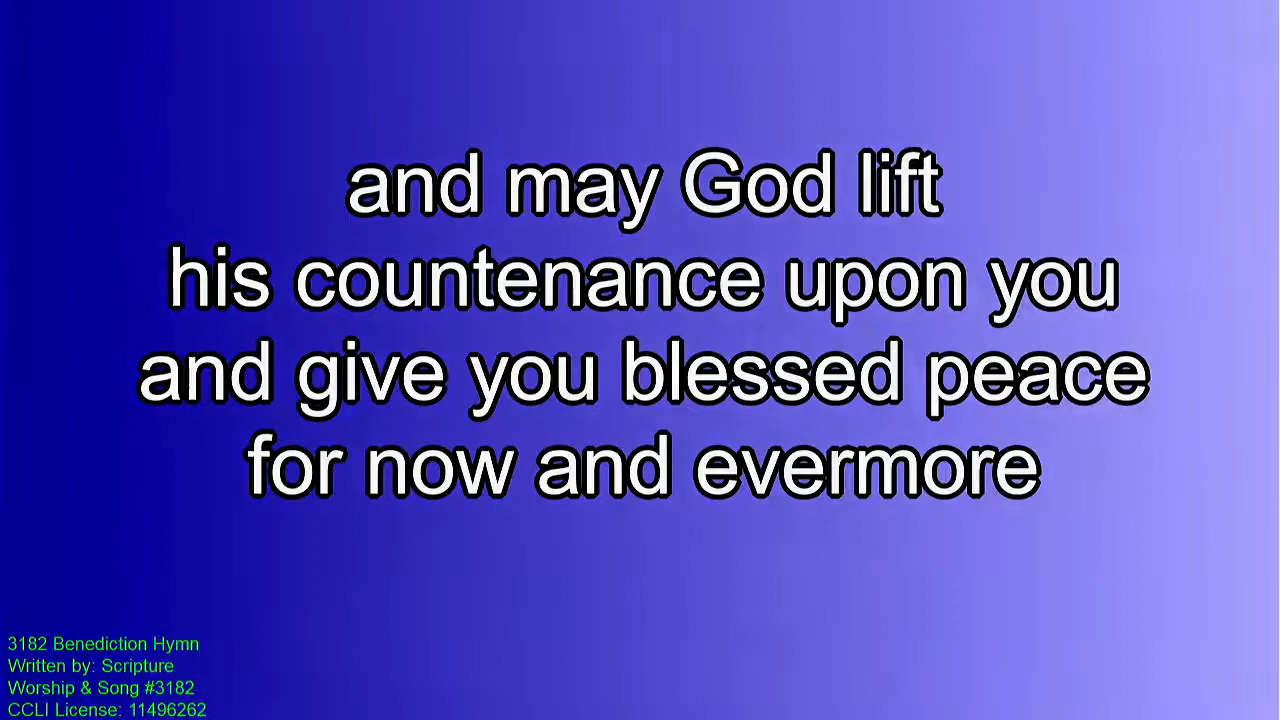 and may God lift
his countenance upon you
and give you blessed peace
for now and evermore
3182 Benediction Hymn
Written by: Scripture
Worship & Song #3182
CCLI License: 11496262